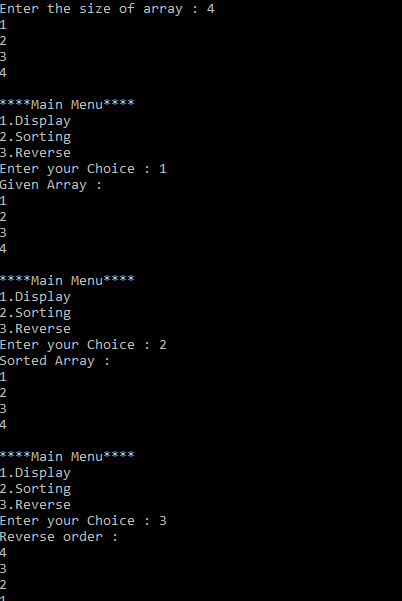 Enter the size of array : 4
1
2
3
4
****Main Menu****
1.Display
2.Sorting
3.Reverse
Enter your Choice : 1
Given Array :
1
2
3
4
****Main Menu****
1.Display
2.Sorting
3.Reverse
Enter your Choice : 2
Sorted Array :
1
2
3
4
****Main Menu****
1.Display
2.Sorting
3.Reverse
Enter your Choice : 3
Reverse order :
4
3
2
1